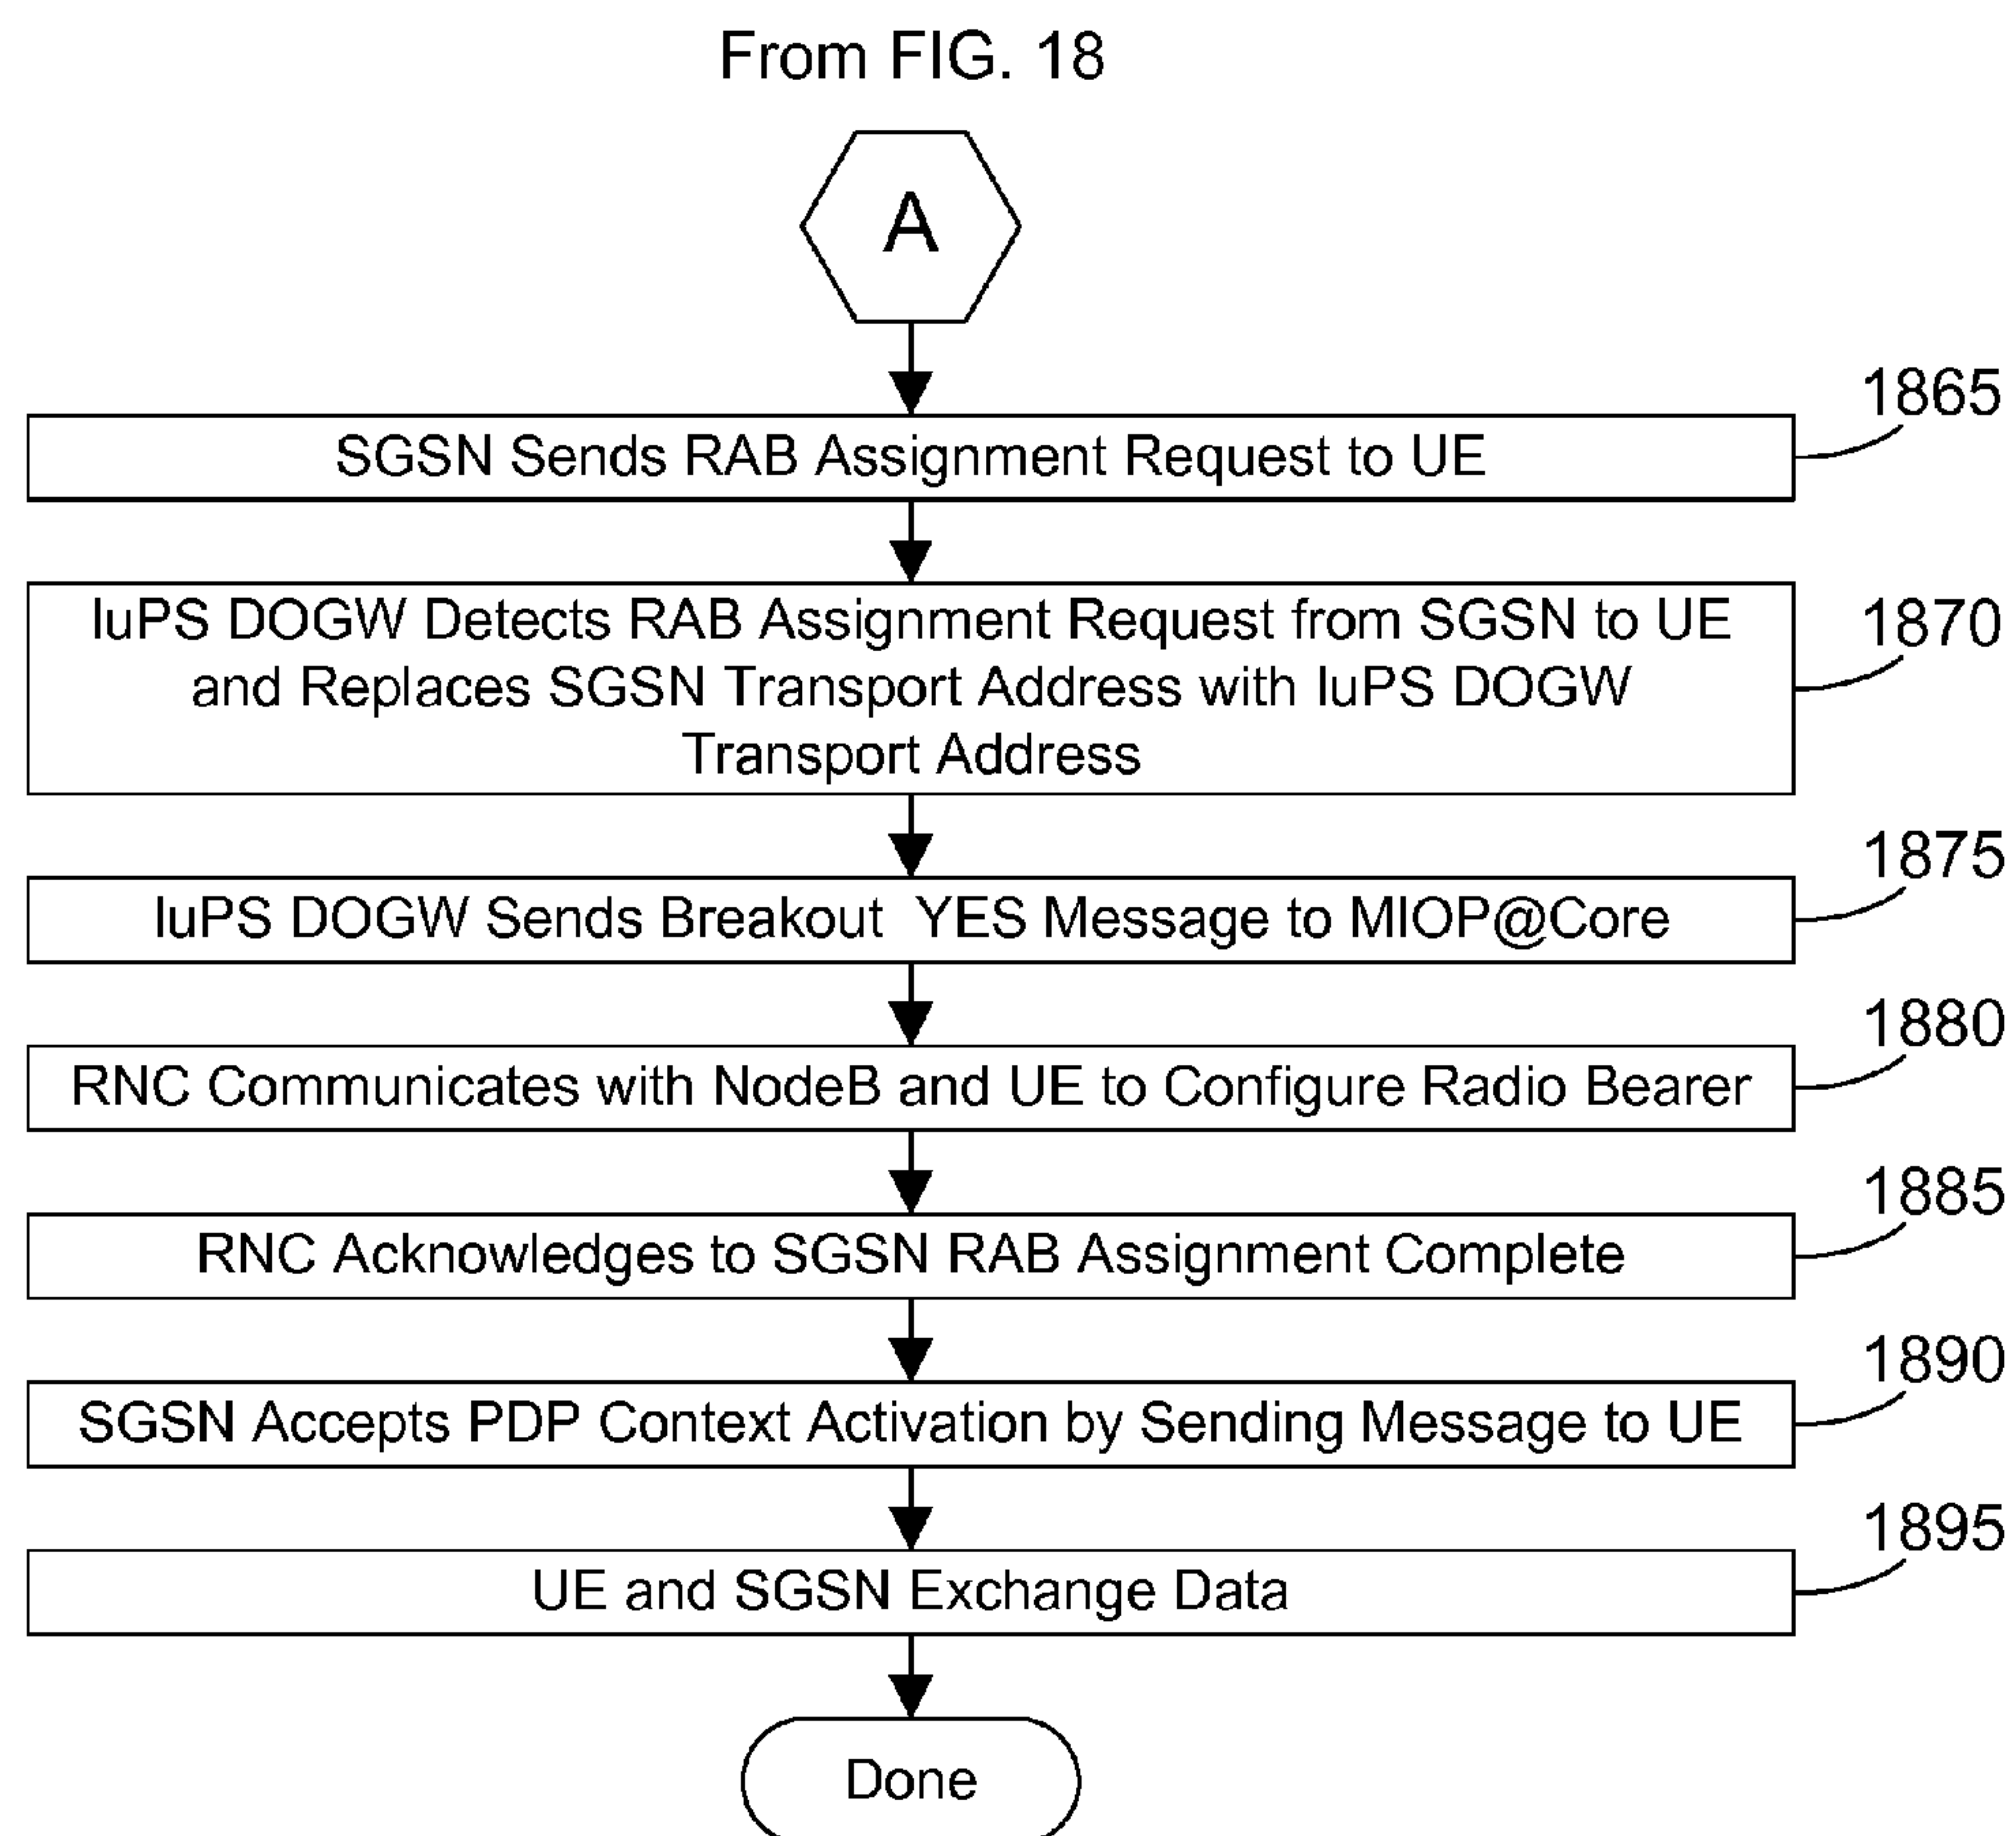 From FIG. 18
A
1865
SGSN Sends RAB Assignment Request to UE
1870
IuPS DOGW Detects RAB Assignment Request from SGSN to UE
and Replaces SGSN Transport Address with IuPS DOGW
Transport Address
1875
IuPS DOGW Sends Breakout YES Message to MIOP@Core
1880
RNC Communicates with NodeB and UE to Configure Radio Bearer
1885
RNC Acknowledges to SGSN RAB Assignment Complete
1890
SGSN Accepts PDP Context Activation by Sending Message to UE
1895
UE and SGSN Exchange Data
Done